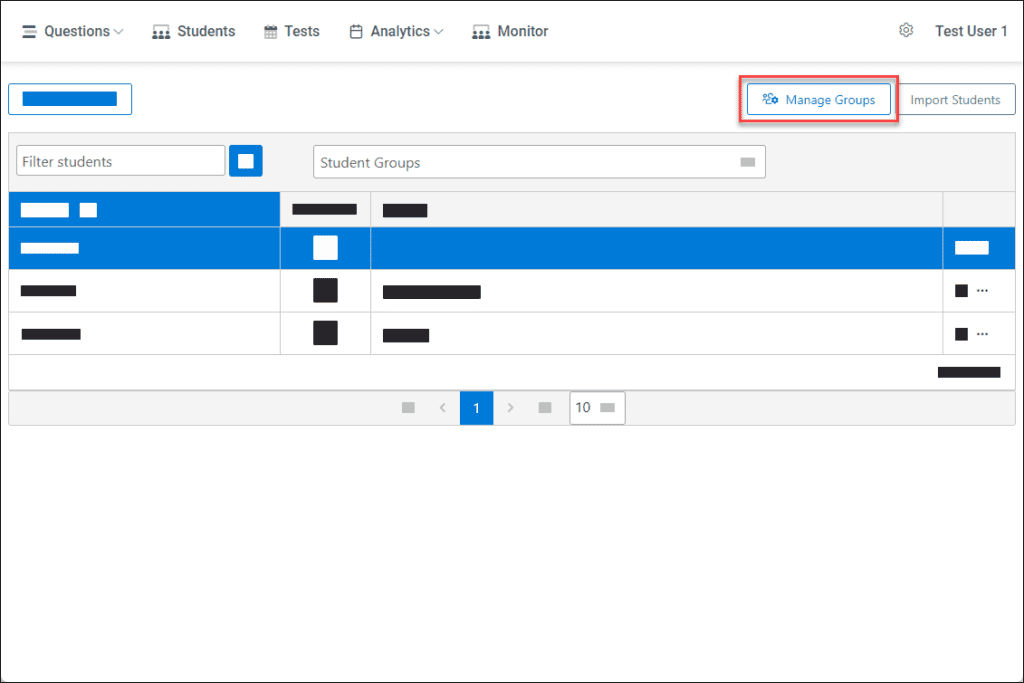 Questions Students Tests Analytics Monitor Test User 1
Manage Groups Import Students
Filter students Student Groups
1 10